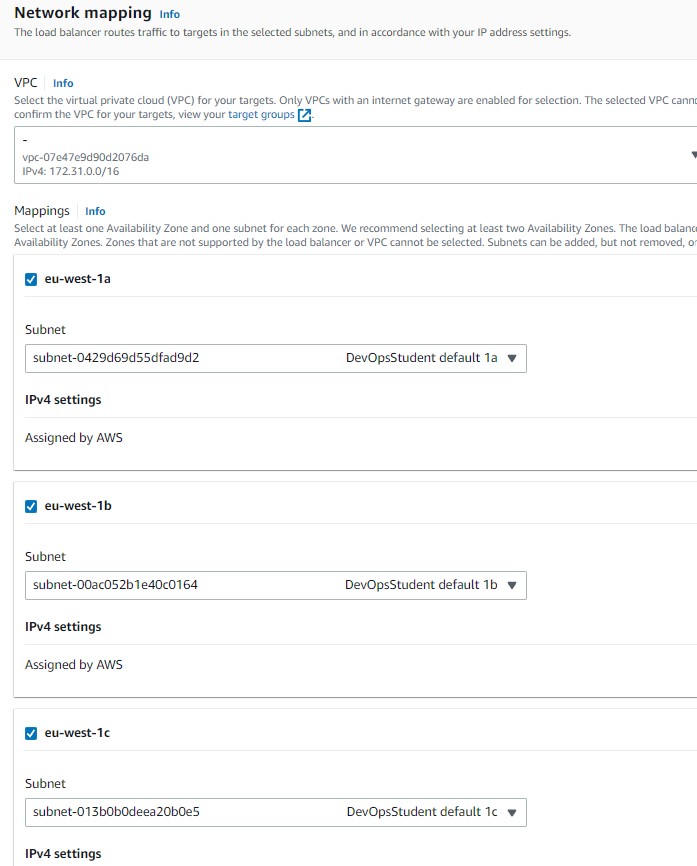 Network mapping Info
The load balancer routes traffic to targets in the selected subnets, and in accordance with your IP address settings.
VPC Info
Select the virtual private cloud (VPC) for your targets. Only VPCs with an internet gateway are enabled for selection. The selected VPC
confirm the VPC for your targets, view your target groups.
-
vpc-07e47e9d90d2076da
IPv4: 172.31.0.0/16
Mappings Info
Select at least one Availability Zone and one subnet for each zone. We recommend selecting at least two Availability Zones. The load
Availability Zones. Zones that are not supported by the load balancer or VPC cannot be selected. Subnets can be added, but not removed,
eu-west-1a
Subnet
subnet-0429d69d55dfad9d2 DevOpsStudent default 1a
IPv4 settings
Assigned by AWS
eu-west-1b
Subnet
subnet-00ac052b1e40c0164 DevOpsStudent default 1b
IPv4 settings
Assigned by AWS
eu-west-1c
Subnet
subnet-013b0b0deea20b0e5 DevOpsStudent default 1c
IPv4 settings